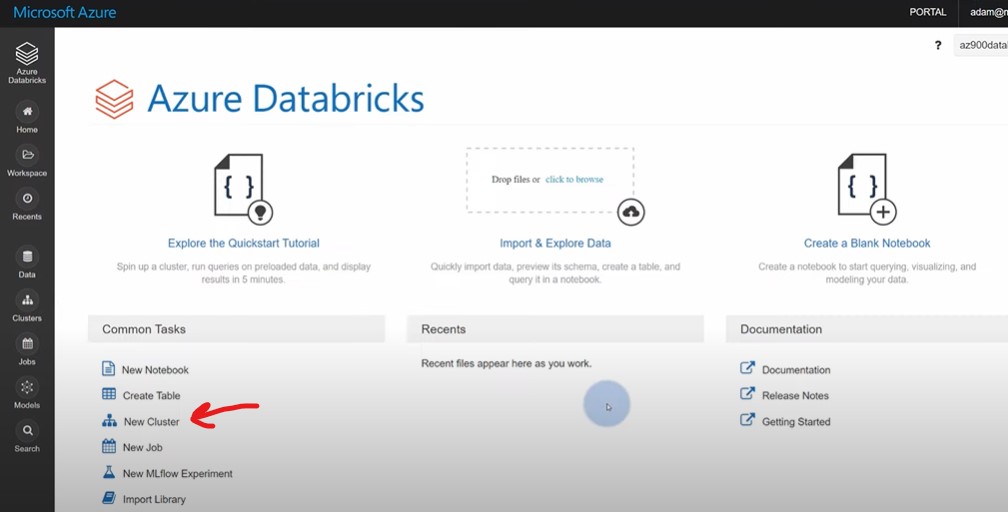 Microsoft Azure
PORTAL
Azure
Databricks
Home
Workspace
Recents
Data
Clusters
Jobs
Models
Search
?
Azure Databricks
{ }
Explore the Quickstart Tutorial
Spin up a cluster, run queries on preloaded data, and display
results in 5 minutes.
Drop files or click to browse
Import & Explore Data
Quickly import data, preview its schema, create a table, and
query it in a notebook.
{ }
Create a Blank Notebook
Create a notebook to start querying, visualizing, and
modeling your data.
Common Tasks
New Notebook
Create Table
New Cluster
New Job
New MLflow Experiment
Import Library
Recents
Recent files appear here as you work.
Documentation
Documentation
Release Notes
Getting Started